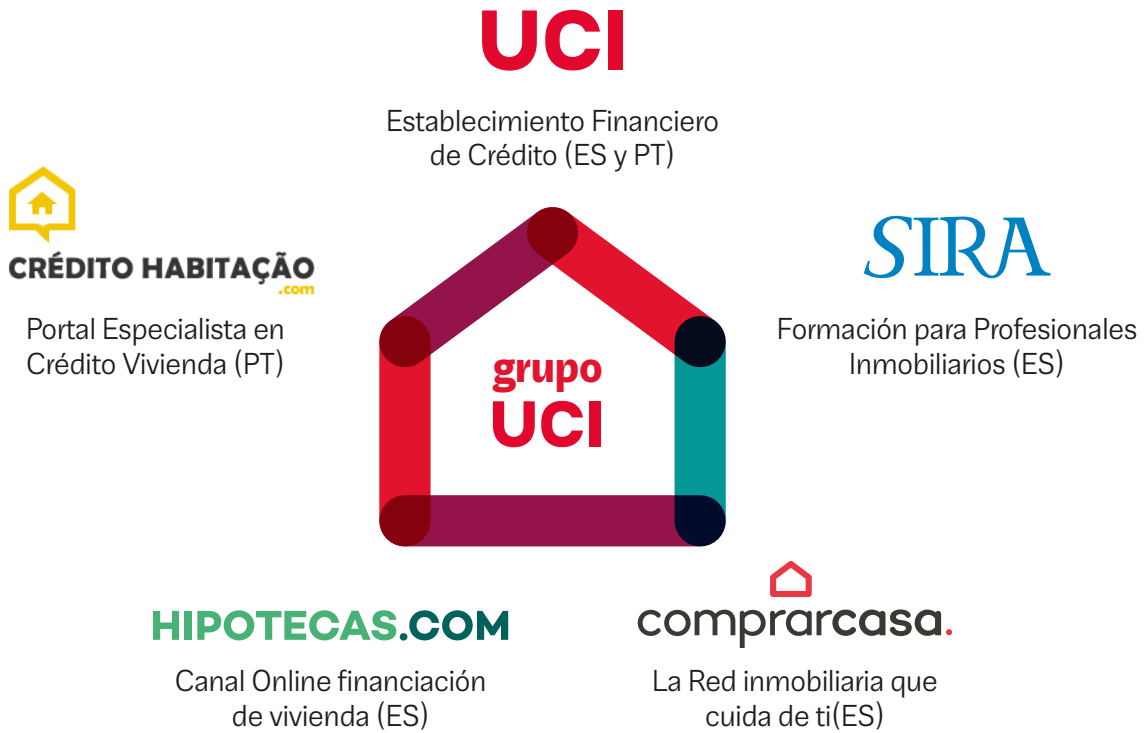 UCI
Establecimiento Financiero
de Crédito (ES y PT)
CRÉDITO HABITAÇÃO
.com
Portal Especialista en
Crédito Vivienda (PT)
SIRA
Formación para Profesionales
Inmobiliarios (ES)
grupo
UCI
HIPOTECAS.COM
Canal Online financiación
de vivienda (ES)
comprarcasa.
La Red inmobiliaria que
cuida de ti(ES)